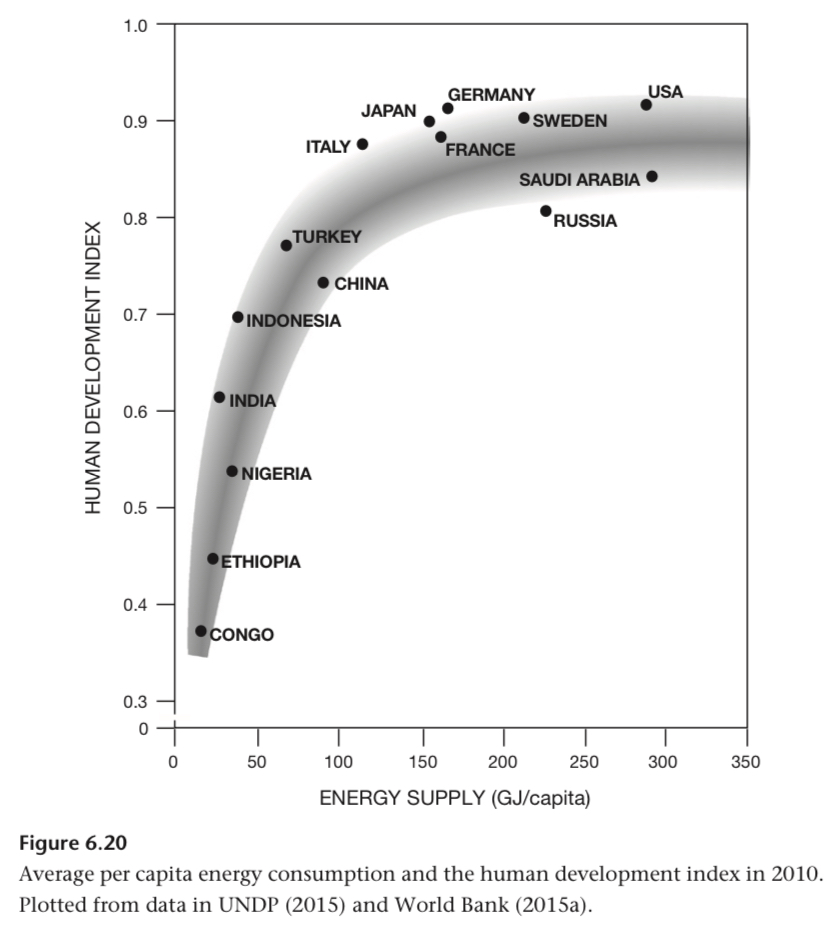 1.0
0.9
0.8
0.7
0.6
0.5
0.4
0.3
0
HUMAN DEVELOPMENT INDEX
GERMANY
USA
JAPAN
SWEDEN
ITALY
FRANCE
SAUDI ARABIA
RUSSIA
TURKEY
CHINA
INDONESIA
INDIA
NIGERIA
ETHIOPIA
CONGO
0 50 100 150 200 250 300 350
ENERGY SUPPLY (GJ/capita)
Figure 6.20
Average per capita energy consumption and the human development index in 2010.
Plotted from data in UNDP (2015) and World Bank (2015a).